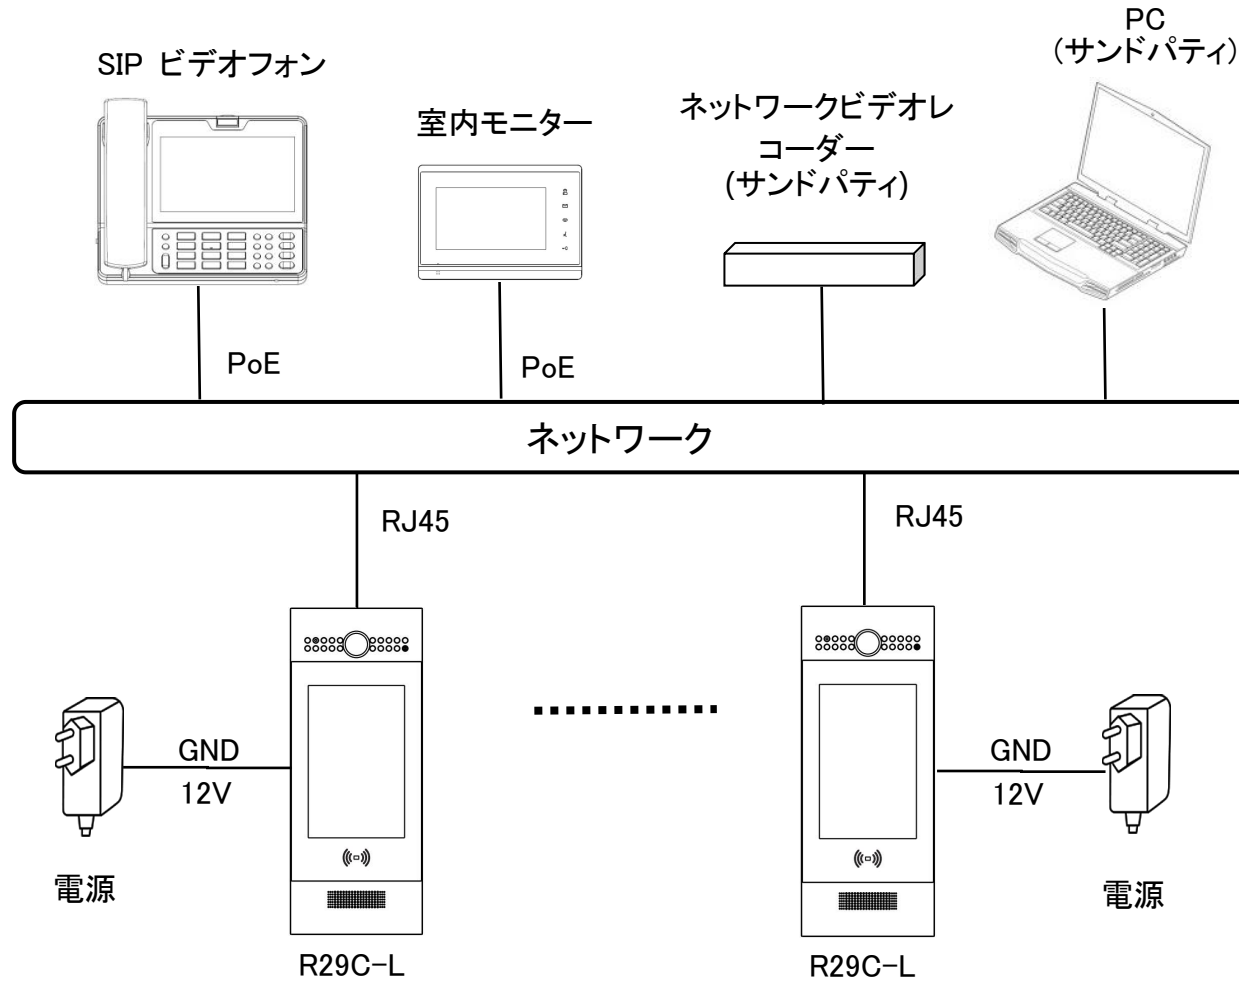 PC
(サンドパティ)
SIP ビデオフォン
室内モニター
ネットワークビデオレ
コーダー
(サンドパティ)
PoE
PoE
ネットワーク
RJ45
RJ45
GND
12V
GND
12V
電源
電源
R29C-L
R29C-L